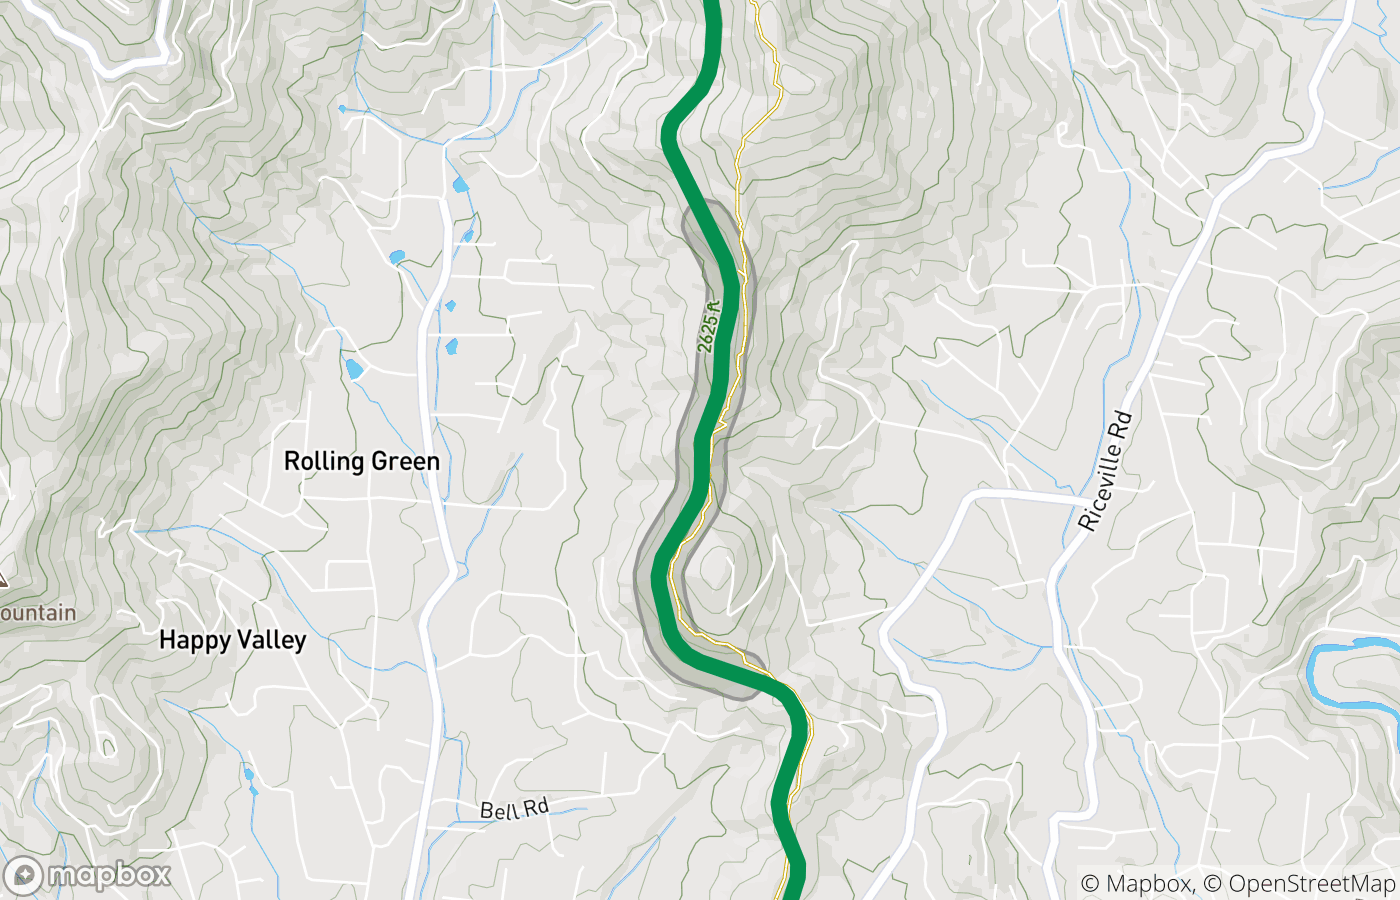 2625 ft
Riceville Rd
Rolling Green
ountain
Happy Valley
Bell Rd
mapbox
© Mapbox, © OpenStreetMap